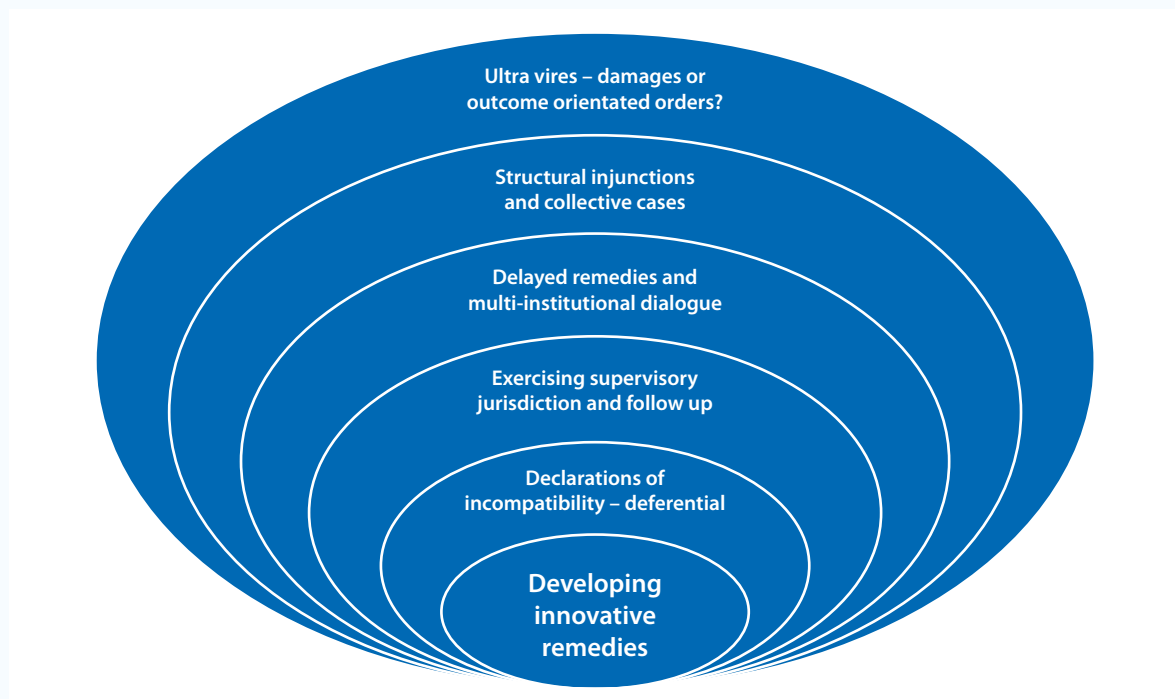 Ultra vires – damages or
outcome orientated orders?
Structural injunctions
and collective cases
Delayed remedies and
multi-institutional dialogue
Exercising supervisory
jurisdiction and follow up
Declarations of
incompatibility – deferential
Developing
innovative
remedies